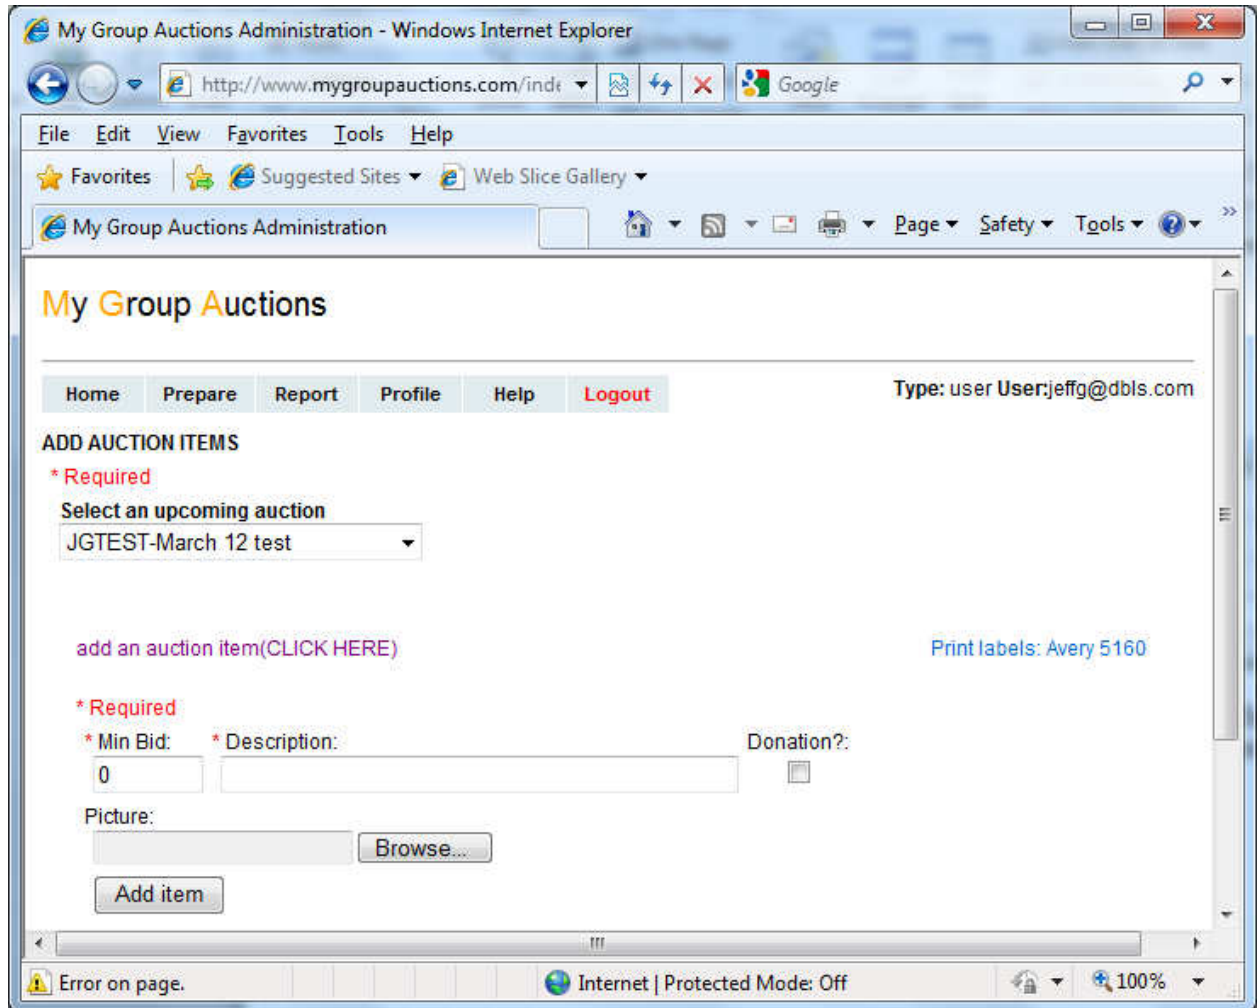 My Group Auctions Administration - Windows Internet Explorer
http://www.mygroupauctions.com/inde
Google
File Edit View Favorites Tools Help
Favorites Suggested Sites Web Slice Gallery
My Group Auctions Administration Page Safety Tools »
My Group Auctions
Home Prepare Report Profile Help Logout Type: user User:jeffg@dbls.com
ADD AUCTION ITEMS
* Required
Select an upcoming auction
JGTEST-March 12 test
add an auction item(CLICK HERE) Print labels: Avery 5160
* Required
* Min Bid: * Description: Donation?:
0
Picture:
Browse...
Add item
Error on page. Internet | Protected Mode: Off 100%